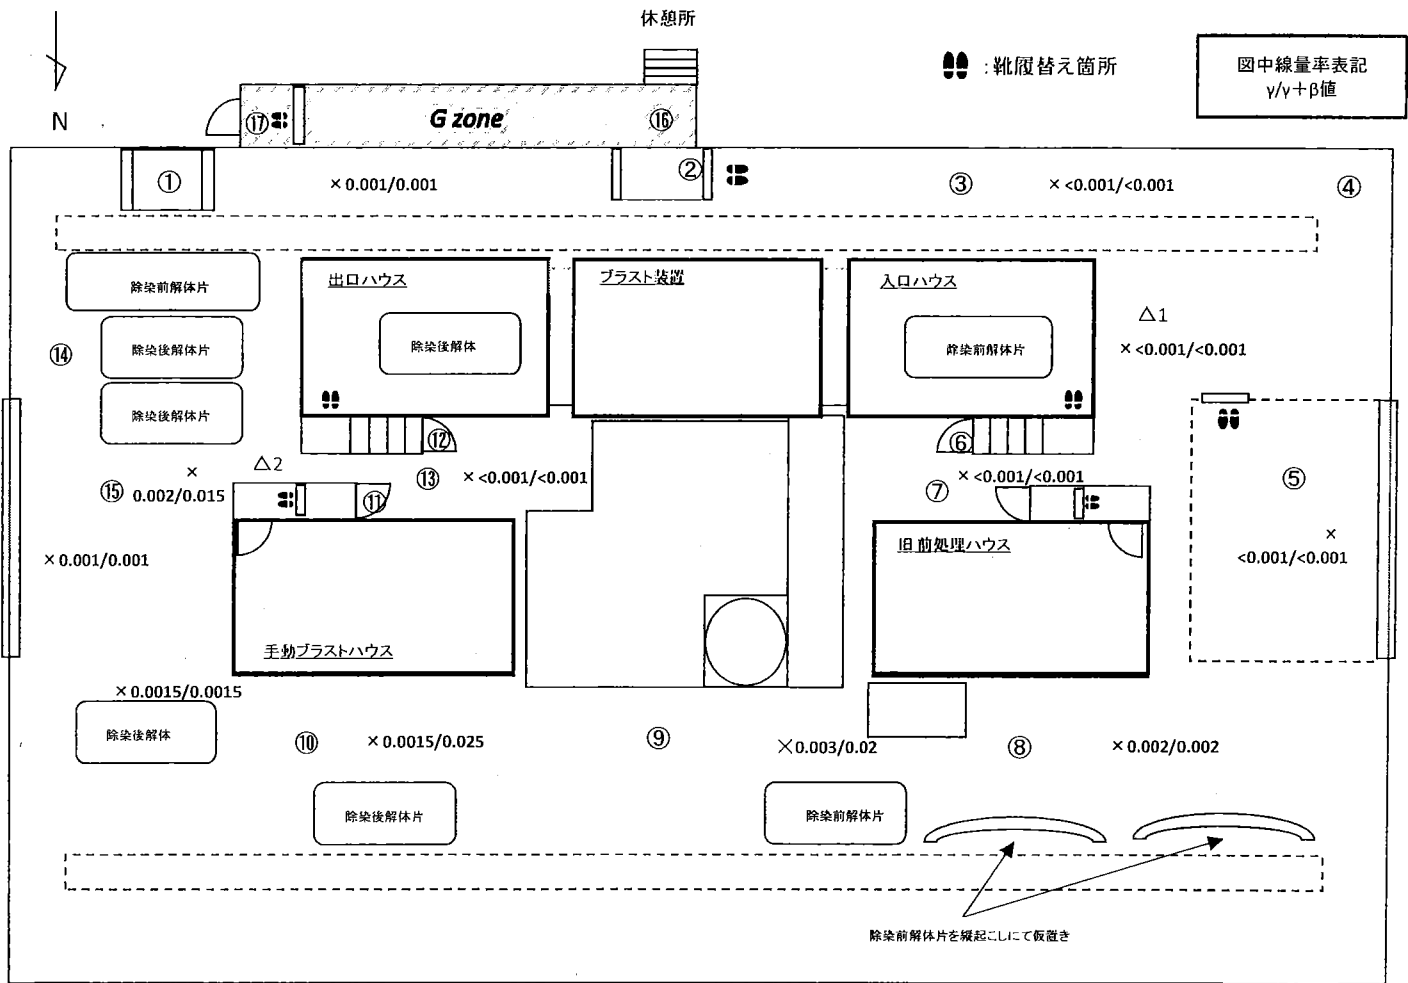 休憩所
:靴履替え箇所
図中線量率表記
γ/γ+β値
N
⑰
G zone
⑯
①
× 0.001/0.001
②
③
× <0.001/<0.001
④
除染前解体片
出口ハウス
ブラスト装置
入口ハウス
△1
⑭
除染後解体片
除染後解体
除染前解体片
× <0.001/<0.001
除染後解体片
⑫
⑥
△2
⑬
× <0.001/<0.001
× <0.001/<0.001
⑮
×
0.002/0.015
⑪
⑦
⑤
× 0.001/0.001
旧前処理ハウス
×
<0.001/<0.001
手動ブラストハウス
× 0.0015/0.0015
除染後解体
⑩
× 0.0015/0.025
⑨
×0.003/0.02
⑧
× 0.002/0.002
除染後解体片
除染前解体片
除染前解体片を縦起こしにて仮置き